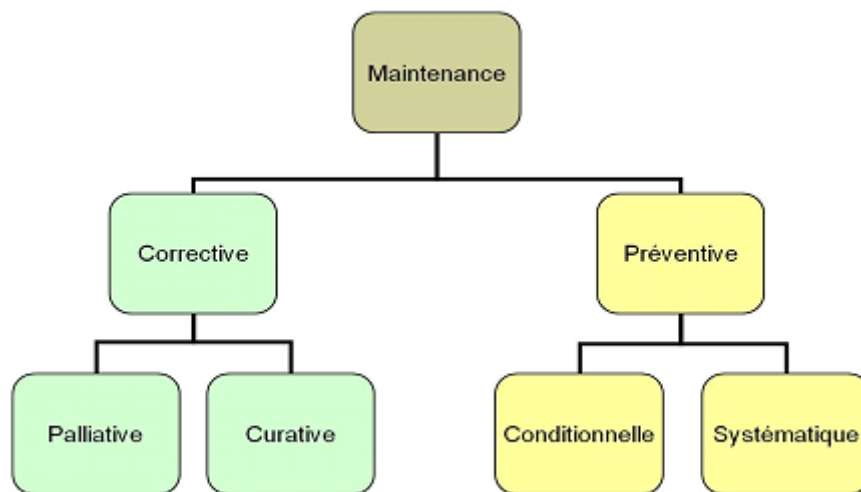 Maintenance
Corrective
Préventive
Palliative
Curative
Conditionnelle
Systématique